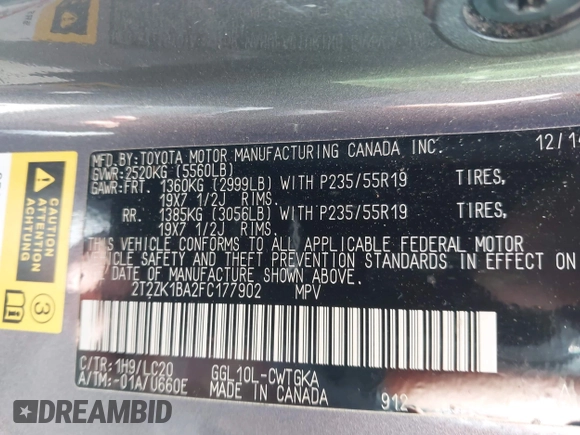 MFD.BY:TOYOTA MOTOR MANUFACTURING CANADA INC. 12/14
GVWR:2520KG (5560LB)
GAWR:FRT. 1360KG (2999LB) WITH P235/55R19 TIRES,
19X7 1/2J RIMS.
RR. 1385KG (3056LB) WITH P235/55R19 TIRES,
19X7 1/2J RIMS.
THIS VEHICLE CONFORMS TO ALL APPLICABLE FEDERAL MOTOR
VEHICLE SAFETY AND THEFT PREVENTION STANDARDS IN EFFECT ON
DATE OF MANUFACTURE SHOWN ABOVE.
2T2ZK1BA2FC177902 MPV
C/TR:1H9/LC20 GGL10L-CWTGKA
A/TM:-01A/U660E MADE IN CANADA 912
ATTENTION
ACHTUNG
3
DREAMBID